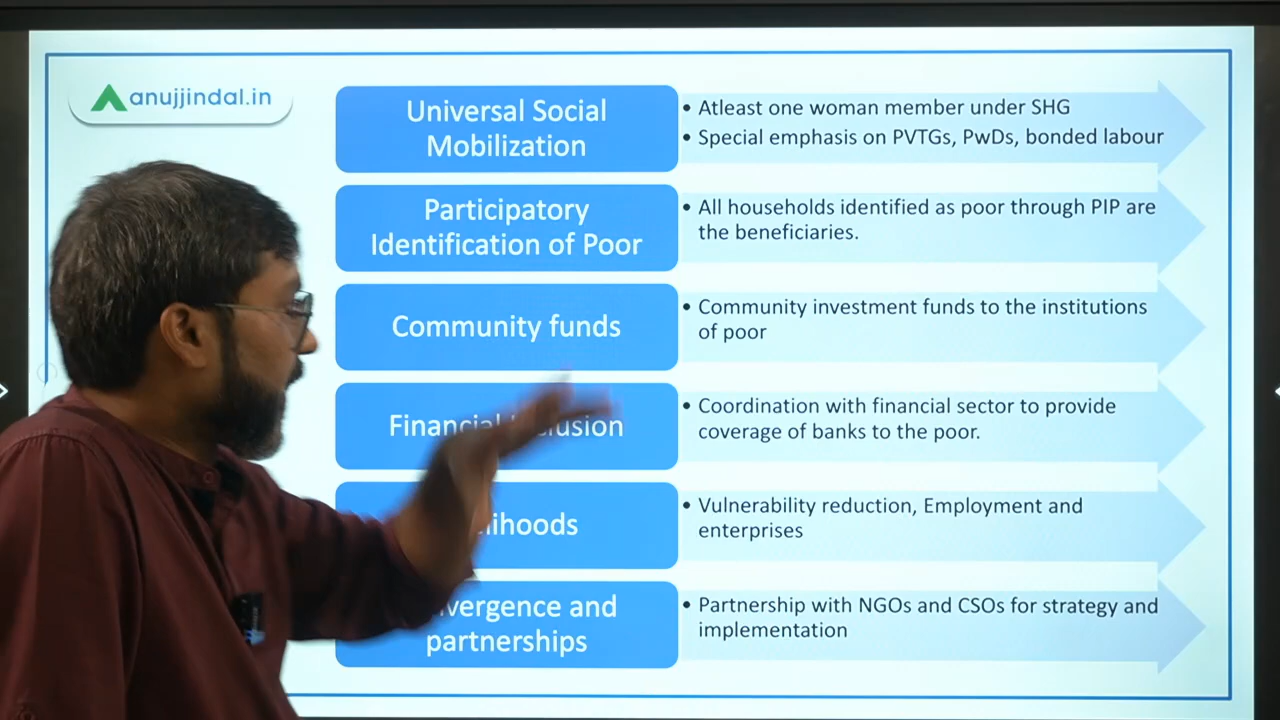 anujjindal.in
Universal Social
Mobilization
• Atleast one woman member under SHG
• Special emphasis on PVTGs, PwDs, bonded labour
Participatory
Identification of Poor
• All households identified as poor through PIP are
the beneficiaries.
Community funds
• Community investment funds to the institutions
of poor
• Coordination with financial sector to provide
coverage of banks to the poor.
• Vulnerability reduction, Employment and
enterprises
and
partnerships
• Partnership with NGOs and CSOs for strategy and
implementation